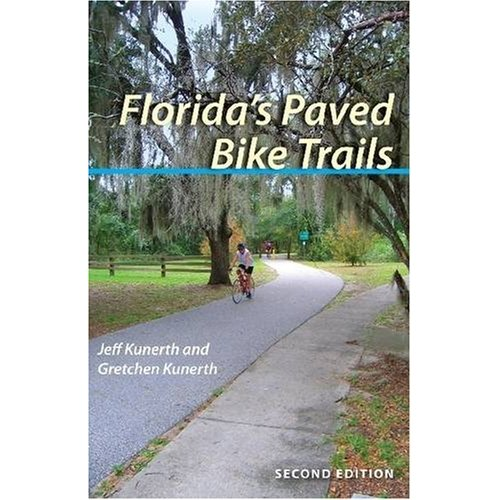 Florida's Paved
Bike Trails
Jeff Kunerth and
Gretchen Kunerth
SECOND EDITION